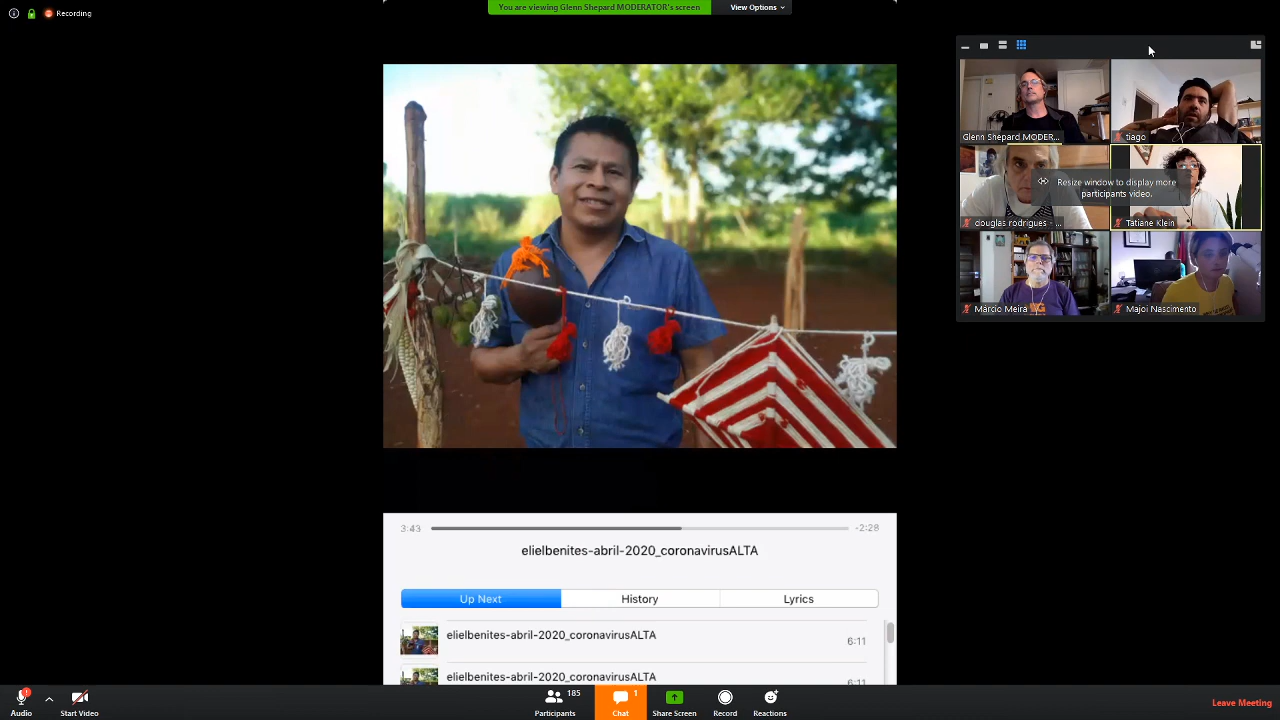 Recording
You are viewing Glenn Shepard MODERATOR's screen
View Options
Glenn Shepard MODER...
tiago
Resize window to display more
participants video.
douglas rodrigues - ...
Tatiane Klein
Márcio Meira
Majoí Nascimento
3:43
-2:28
elielbenites-abril-2020_coronavirusALTA
Up Next
History
Lyrics
elielbenites-abril-2020_coronavirusALTA
6:11
elielbenites-abril-2020_coronavirusALTA
6:11
Audio
Start Video
185
Participants
1
Chat
Share Screen
Record
Reactions
Leave Meeting